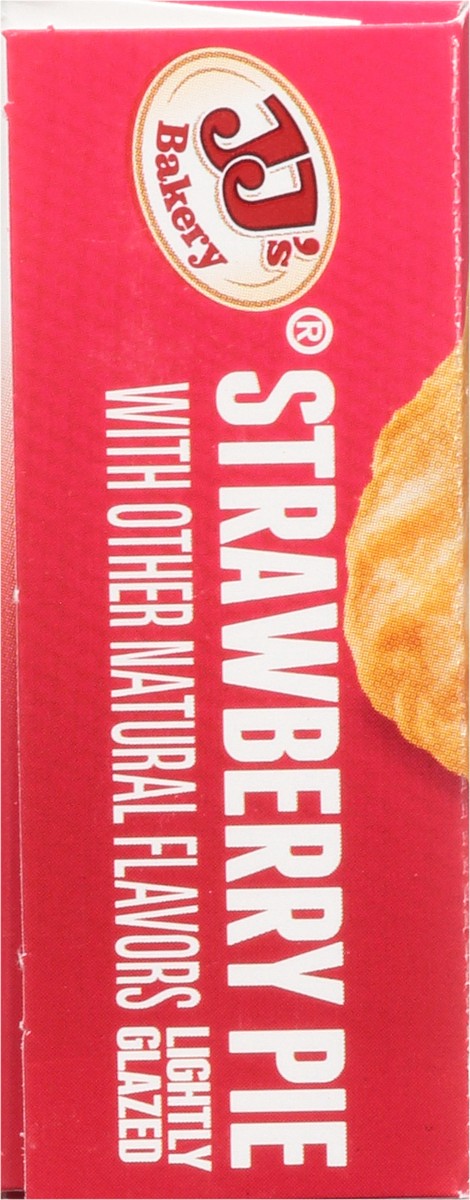 JJ's
Bakery®
STRAWBERRY PIE
WITH OTHER NATURAL FLAVORS
LIGHTLY
GLAZED